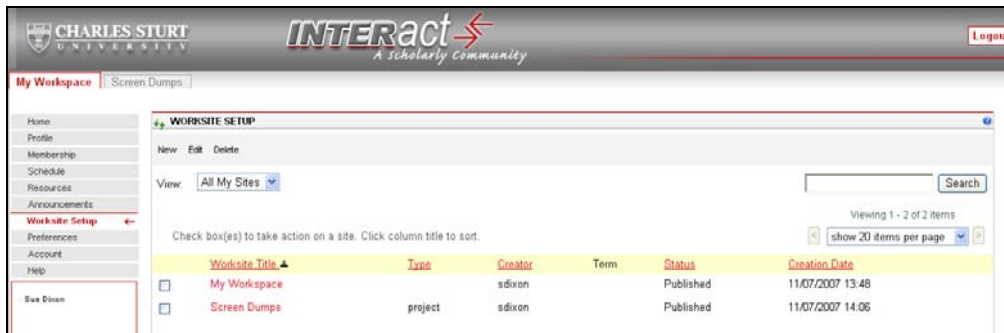 CHARLES STURT
UNIVERSITY
INTERact
A Scholarly Community
Logou
My Workspace
Screen Dumps
Home
Profile
Membership
Schedule
Resources
Announcements
Worksite Setup
Preferences
Account
Help
Sue Dixon
WORKSITE SETUP
New Edit Delete
View: All My Sites
Search
Viewing 1 - 2 of 2 items
Check box(es) to take action on a site. Click column title to sort.
show 20 items per page
Worksite Title Type Creator Term Status Creation Date
My Workspace sdixon Published 11/07/2007 13:48
Screen Dumps project sdixon Published 11/07/2007 14:06